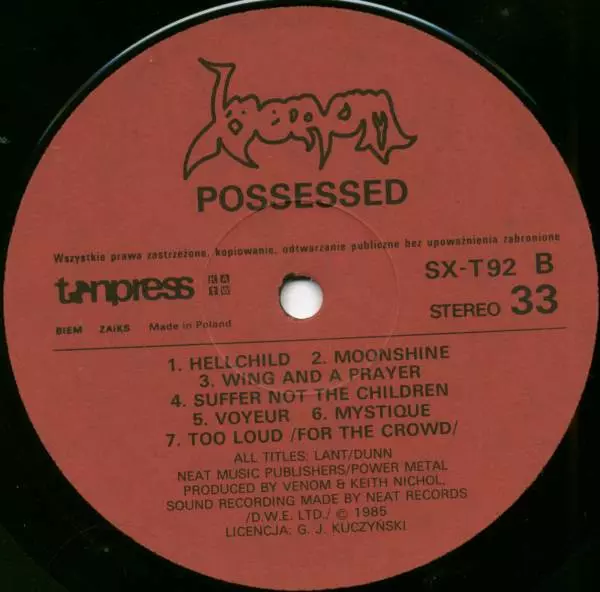 Venom
POSSESSED
Wszystkie prawa zastrzeżone, kopiowanie, odtwarzanie publiczne bez upoważnienia zabronione
tonpress KAW
SX-T92 B
BIEM ZAiKS Made in Poland
STEREO 33
1. HELLCHILD 2. MOONSHINE
3. WING AND A PRAYER
4. SUFFER NOT THE CHILDREN
5. VOYEUR 6. MYSTIQUE
7. TOO LOUD /FOR THE CROWD/
ALL TITLES: LANT/DUNN
NEAT MUSIC PUBLISHERS/POWER METAL
PRODUCED BY VENOM & KEITH NICHOL,
SOUND RECORDING MADE BY NEAT RECORDS
/D.W.E. LTD./ © 1985
LICENCJA: G. J. KUCZYŃSKI